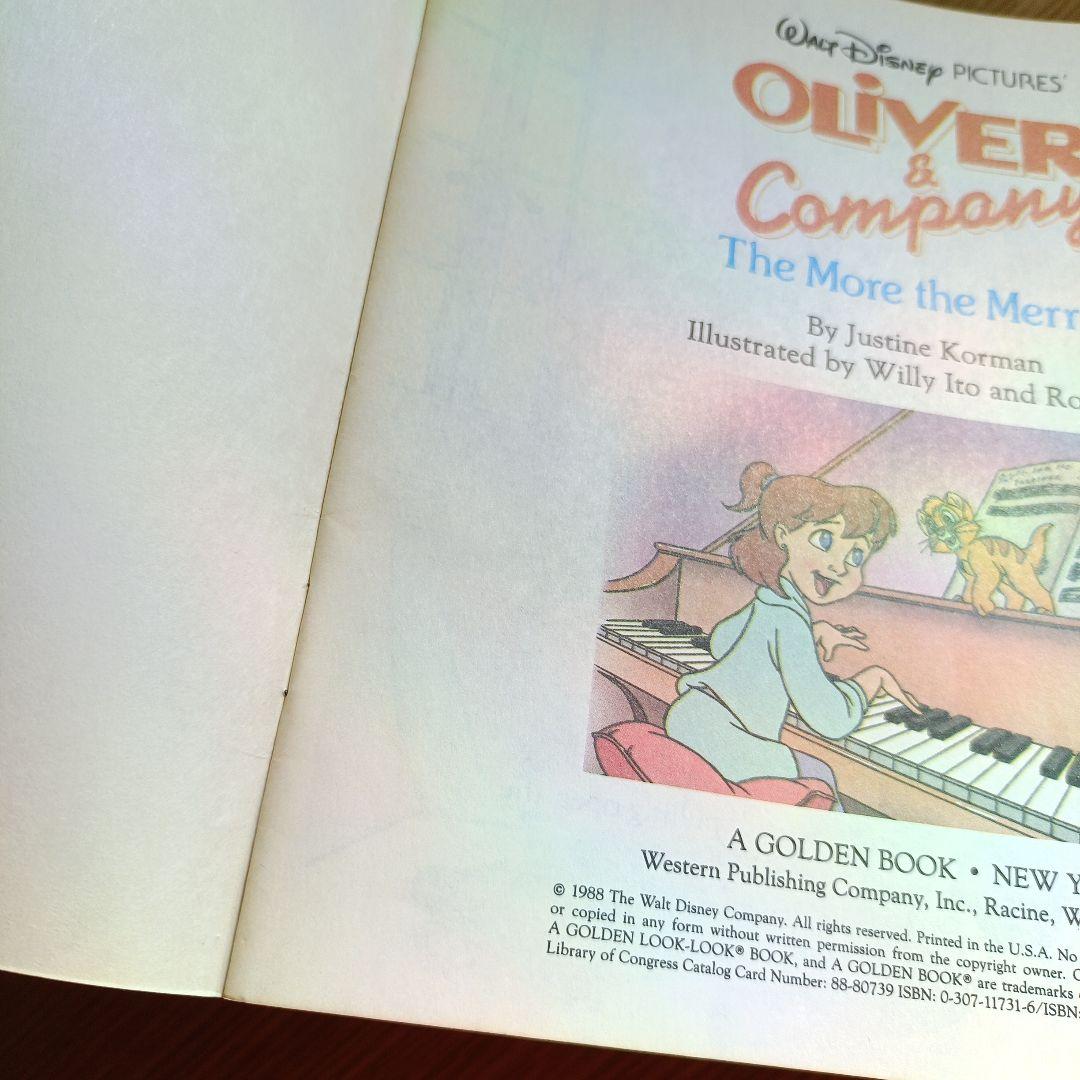 WALT DISNEY PICTURES'
OLIVER
&
Company
The More the Merr
By Justine Korman
Illustrated by Willy Ito and Ro
A GOLDEN BOOK • NEW Y
Western Publishing Company, Inc., Racine, W
© 1988 The Walt Disney Company. All rights reserved. Printed in the U.S.A. No
or copied in any form without written permission from the copyright owner.
A GOLDEN LOOK-LOOK® BOOK, and A GOLDEN BOOK® are trademarks
Library of Congress Catalog Card Number: 88-80739 ISBN: 0-307-11731-6/ISBN: